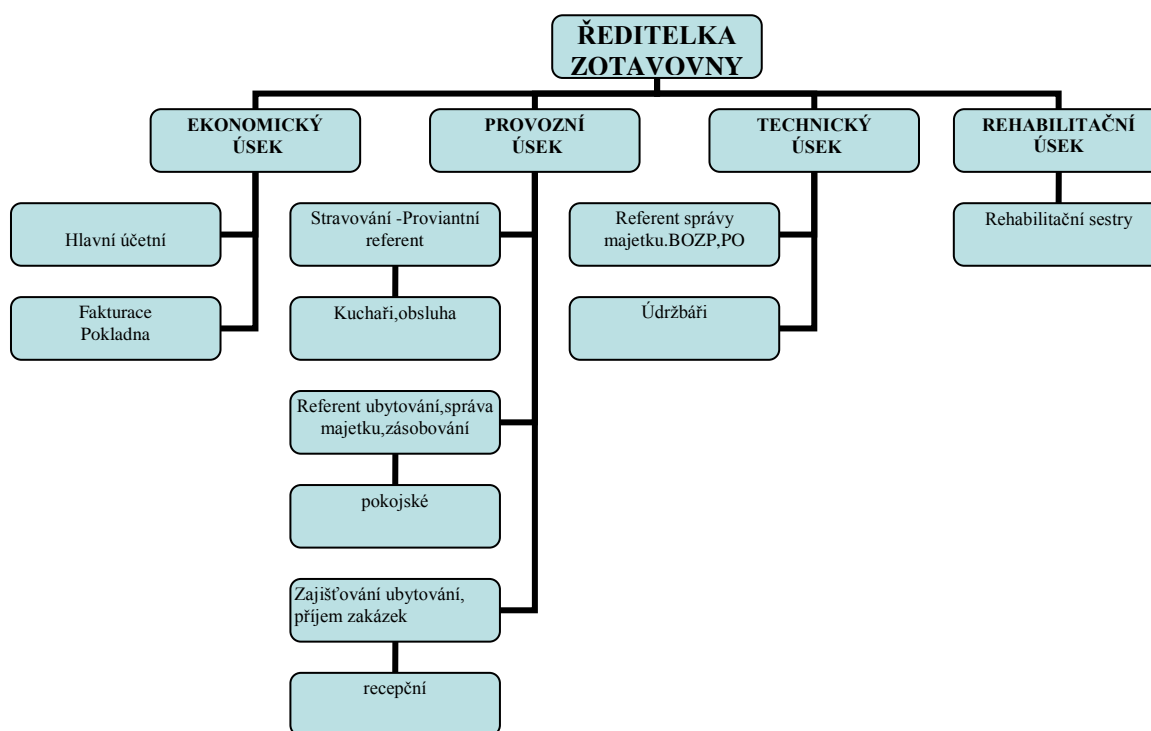 ŘEDITELKA
ZOTAVOVNY
EKONOMICKÝ
ÚSEK
PROVOZNÍ
ÚSEK
TECHNICKÝ
ÚSEK
REHABILITAČNÍ
ÚSEK
Hlavní účetní
Stravování -Proviantní
referent
Referent správy
majetku.BOZP,PO
Rehabilitační sestry
Fakturace
Pokladna
Kuchaři,obsluha
Údržbáři
Referent ubytování,správa
majetku,zásobování
pokojské
Zajišťování ubytování,
příjem zakázek
recepční